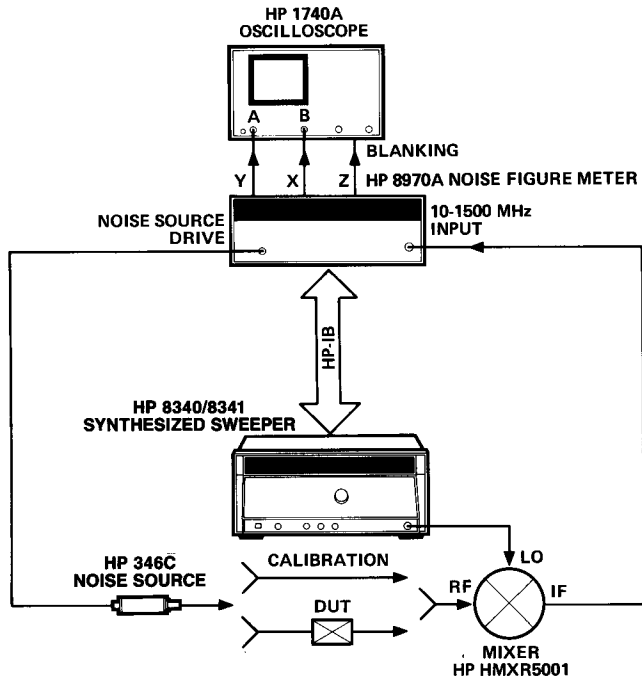 HP 1740A
OSCILLOSCOPE
A B
BLANKING
Y X Z HP 8970A NOISE FIGURE METER
NOISE SOURCE
DRIVE
10-1500 MHz
INPUT
HP-IB
HP 8340/8341
SYNTHESIZED SWEEPER
HP 346C
NOISE SOURCE
CALIBRATION
DUT
LO
RF
IF
MIXER
HP HMXR5001